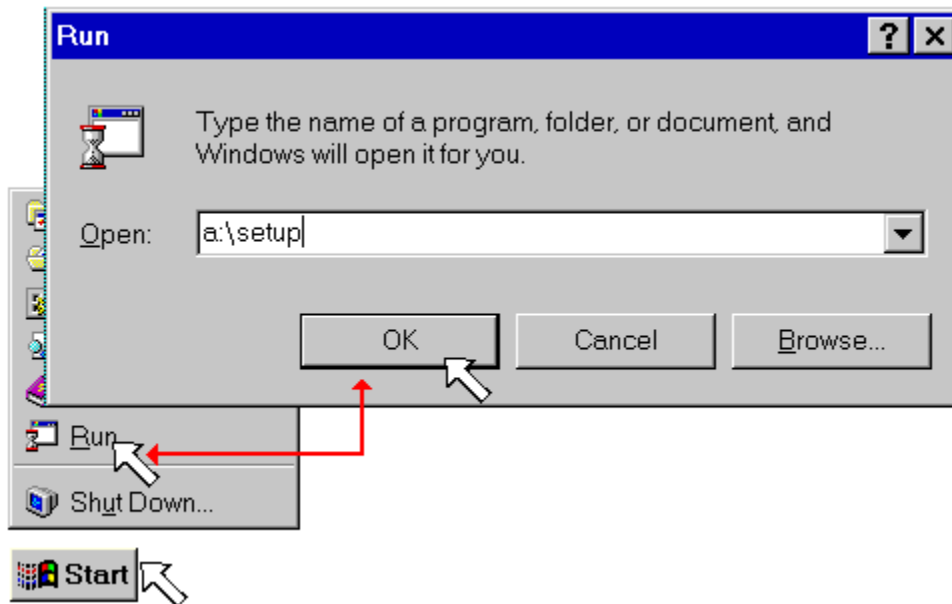 Run
Type the name of a program, folder, or document, and
Windows will open it for you.
Open: a:\setup
OK Cancel Browse...
Run
Shut Down...
Start